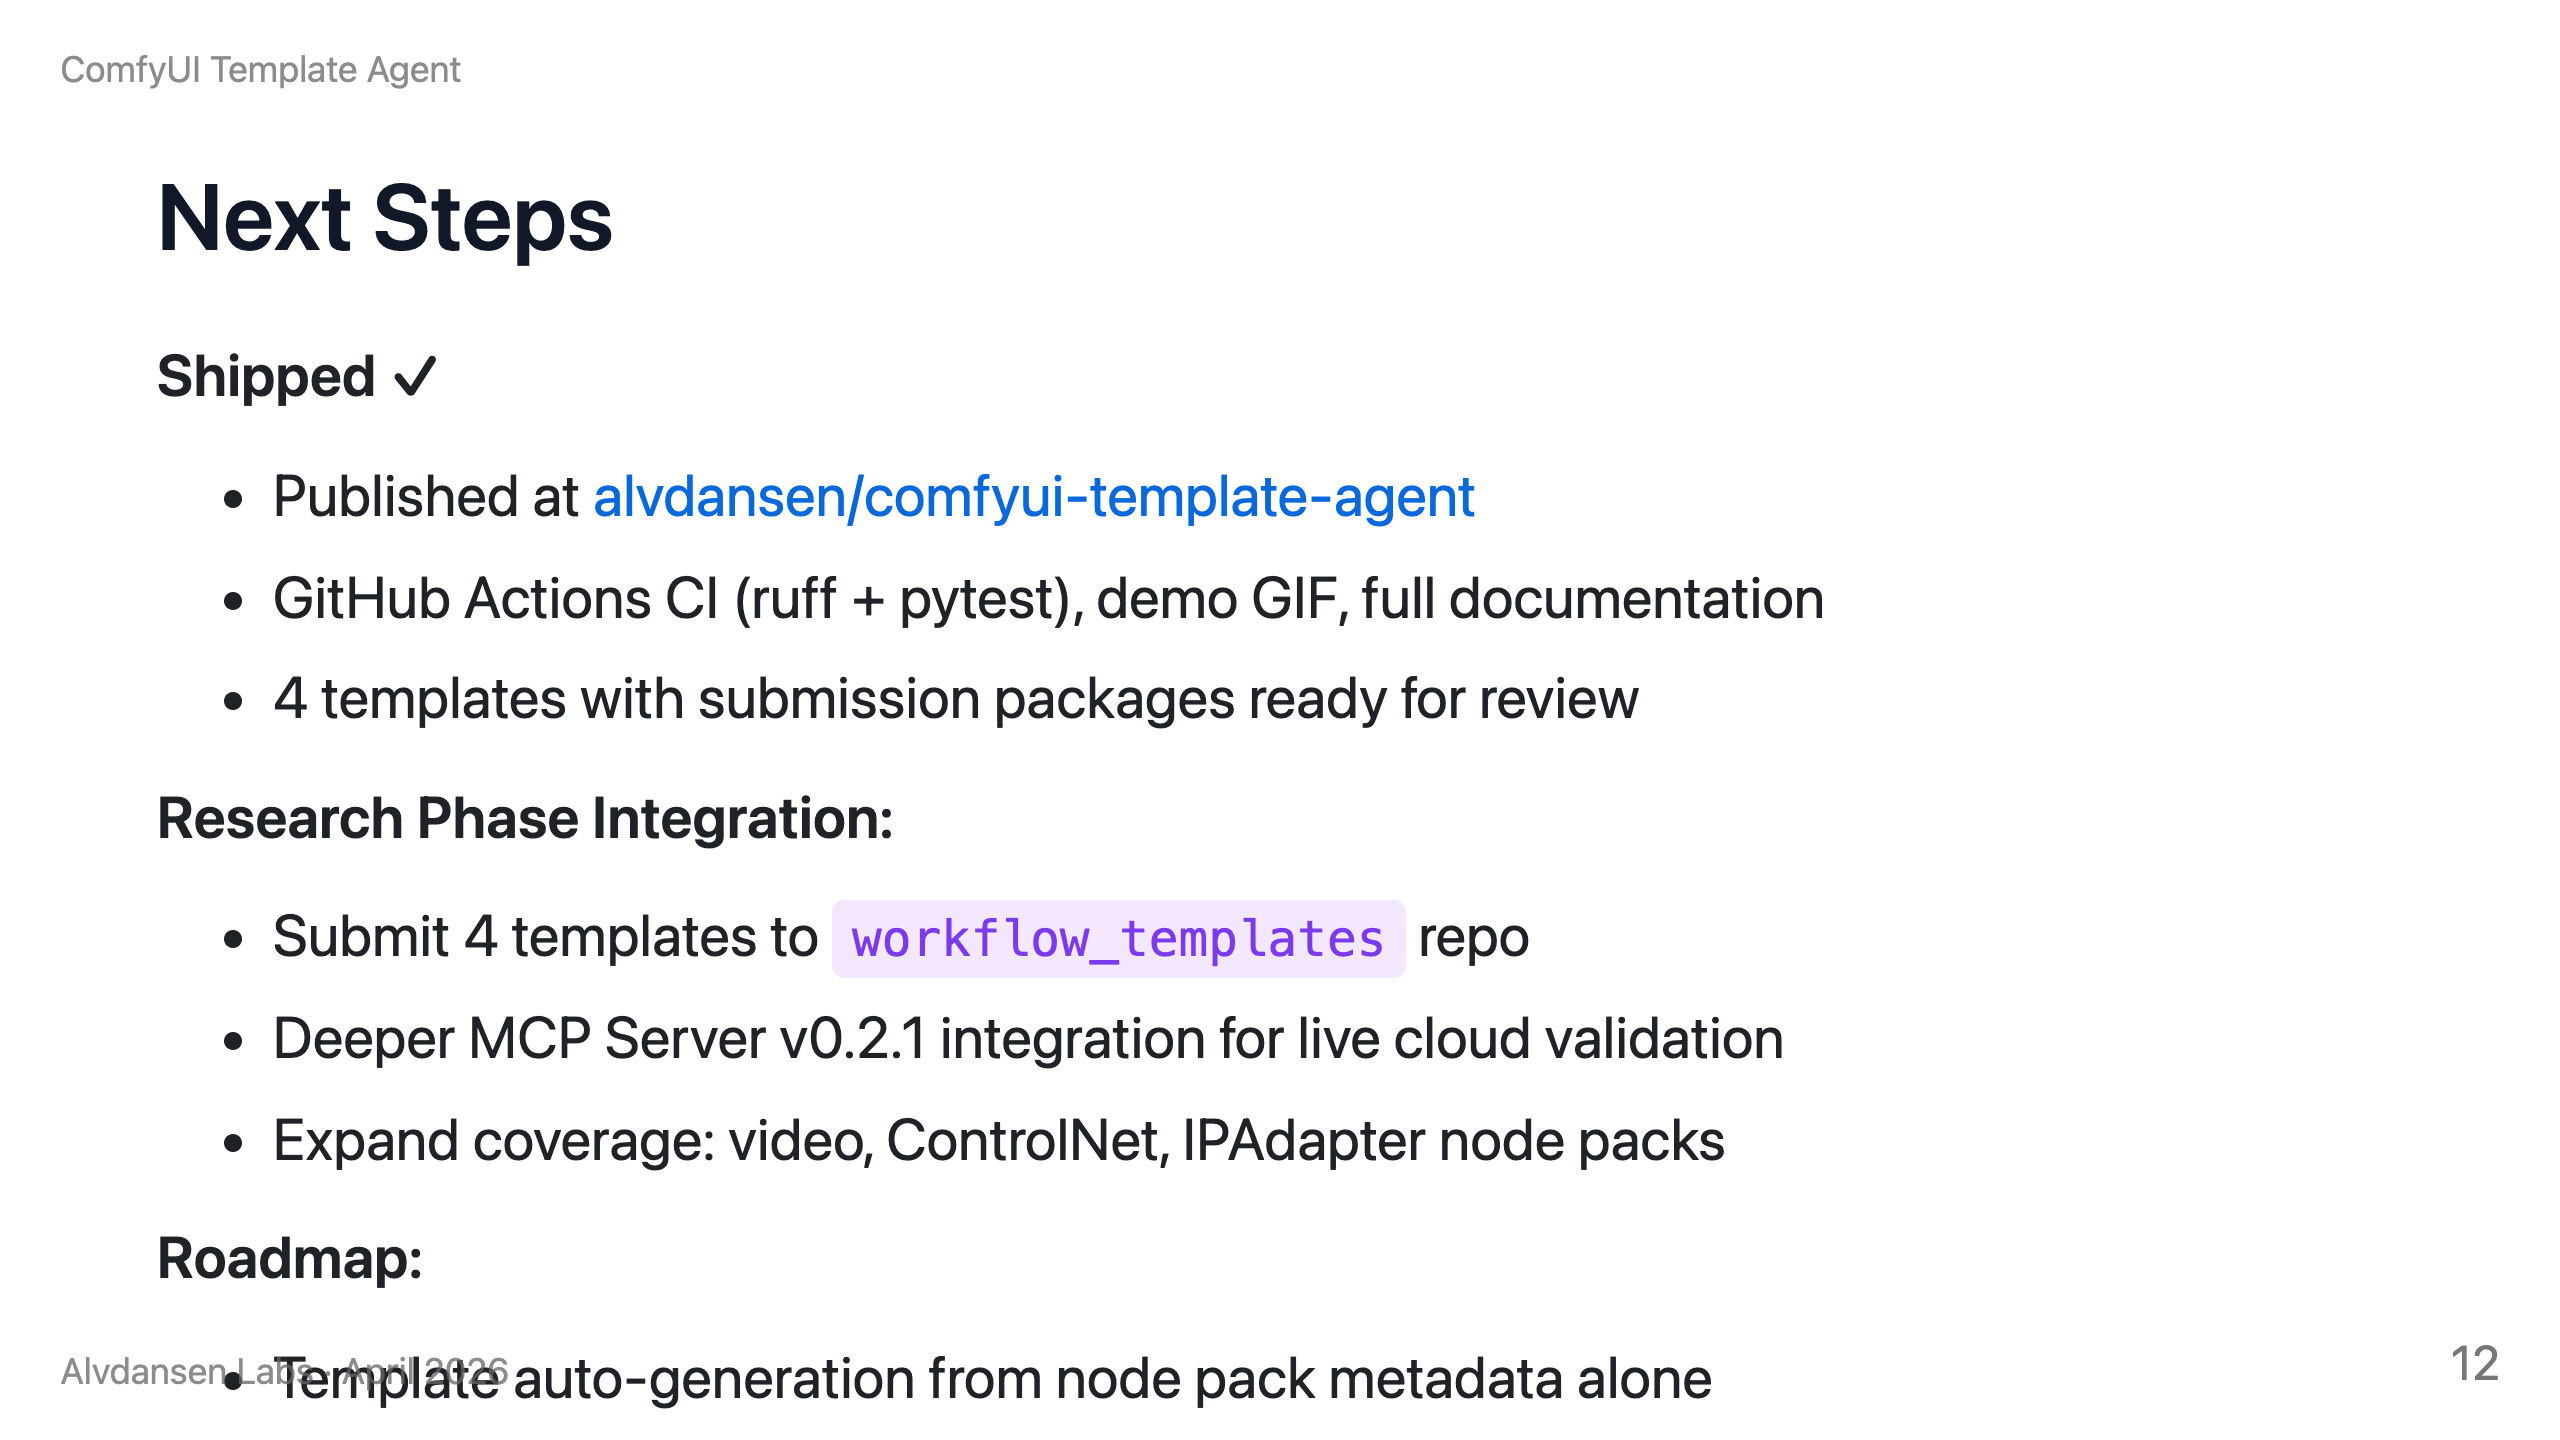 ComfyUI Template Agent
Next Steps
Shipped ✓
• Published at alvdansen/comfyui-template-agent
• GitHub Actions CI (ruff + pytest), demo GIF, full documentation
• 4 templates with submission packages ready for review
Research Phase Integration:
• Submit 4 templates to workflow_templates repo
• Deeper MCP Server v0.2.1 integration for live cloud validation
• Expand coverage: video, ControlNet, IPAdapter node packs
Roadmap:
• Template auto-generation from node pack metadata alone
Alvdansen Labs · April 2026
12